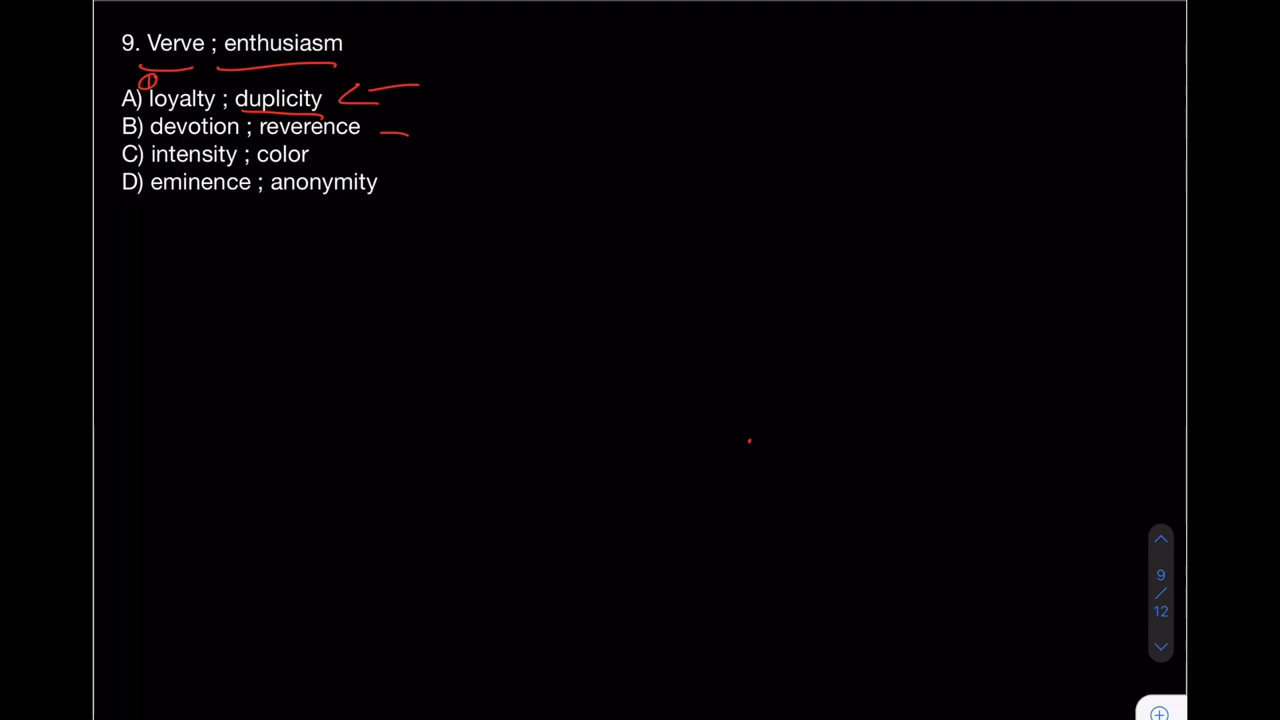 9. Verve ; enthusiasm
A) loyalty ; duplicity
B) devotion ; reverence
C) intensity ; color
D) eminence ; anonymity
9
/
12